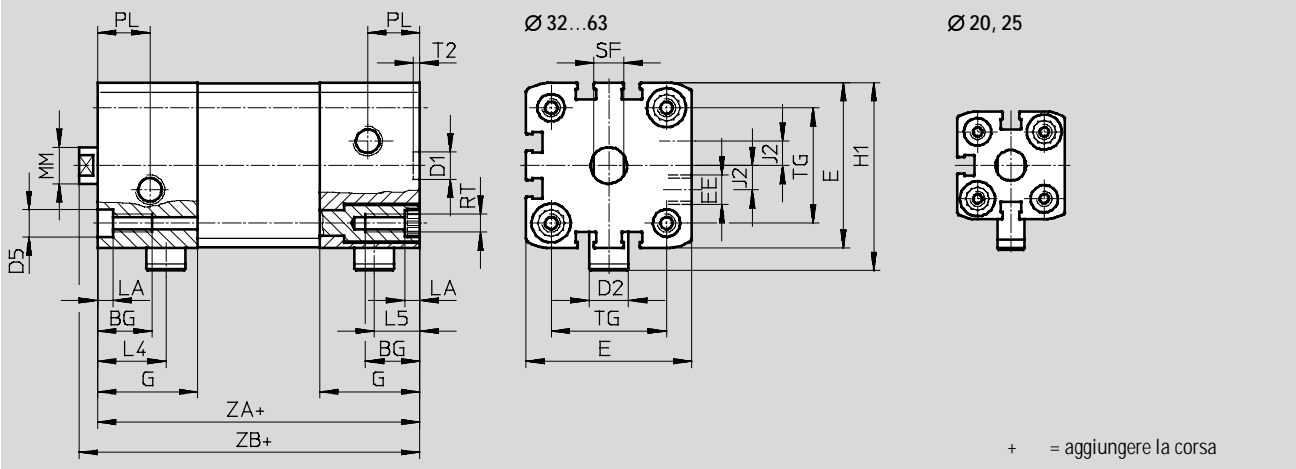 PL
PL
T2
MM
D1
RT
D5
LA
LA
BG
L5
L4
BG
G
G
ZA+
ZB+
Ø 32...63
SF
J2
TG
J2
EE
E
H1
D2
TG
E
Ø 20, 25
+ = aggiungere la corsa